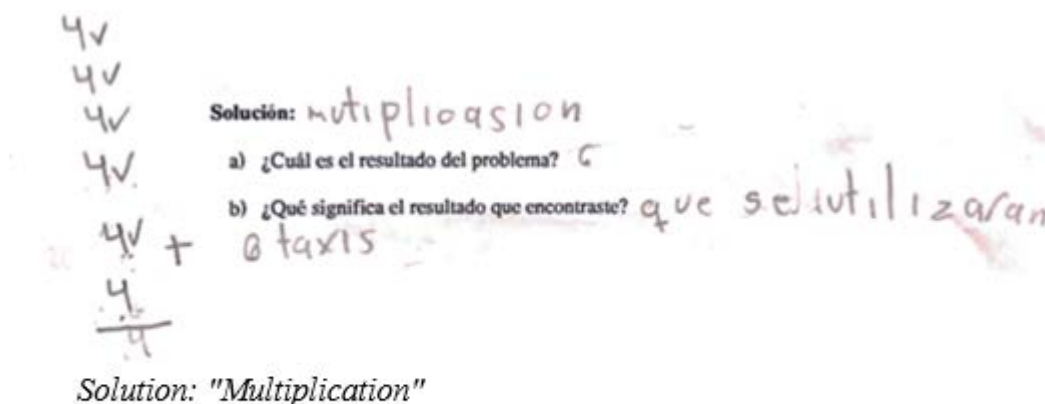 4✓
4✓
4✓
4✓
4✓ +
4
4
Solución: mutiplicasion
a) ¿Cuál es el resultado del problema? 6
b) ¿Qué significa el resultado que encontraste? que se utilizaran
6 taxis
Solution: "Multiplication"